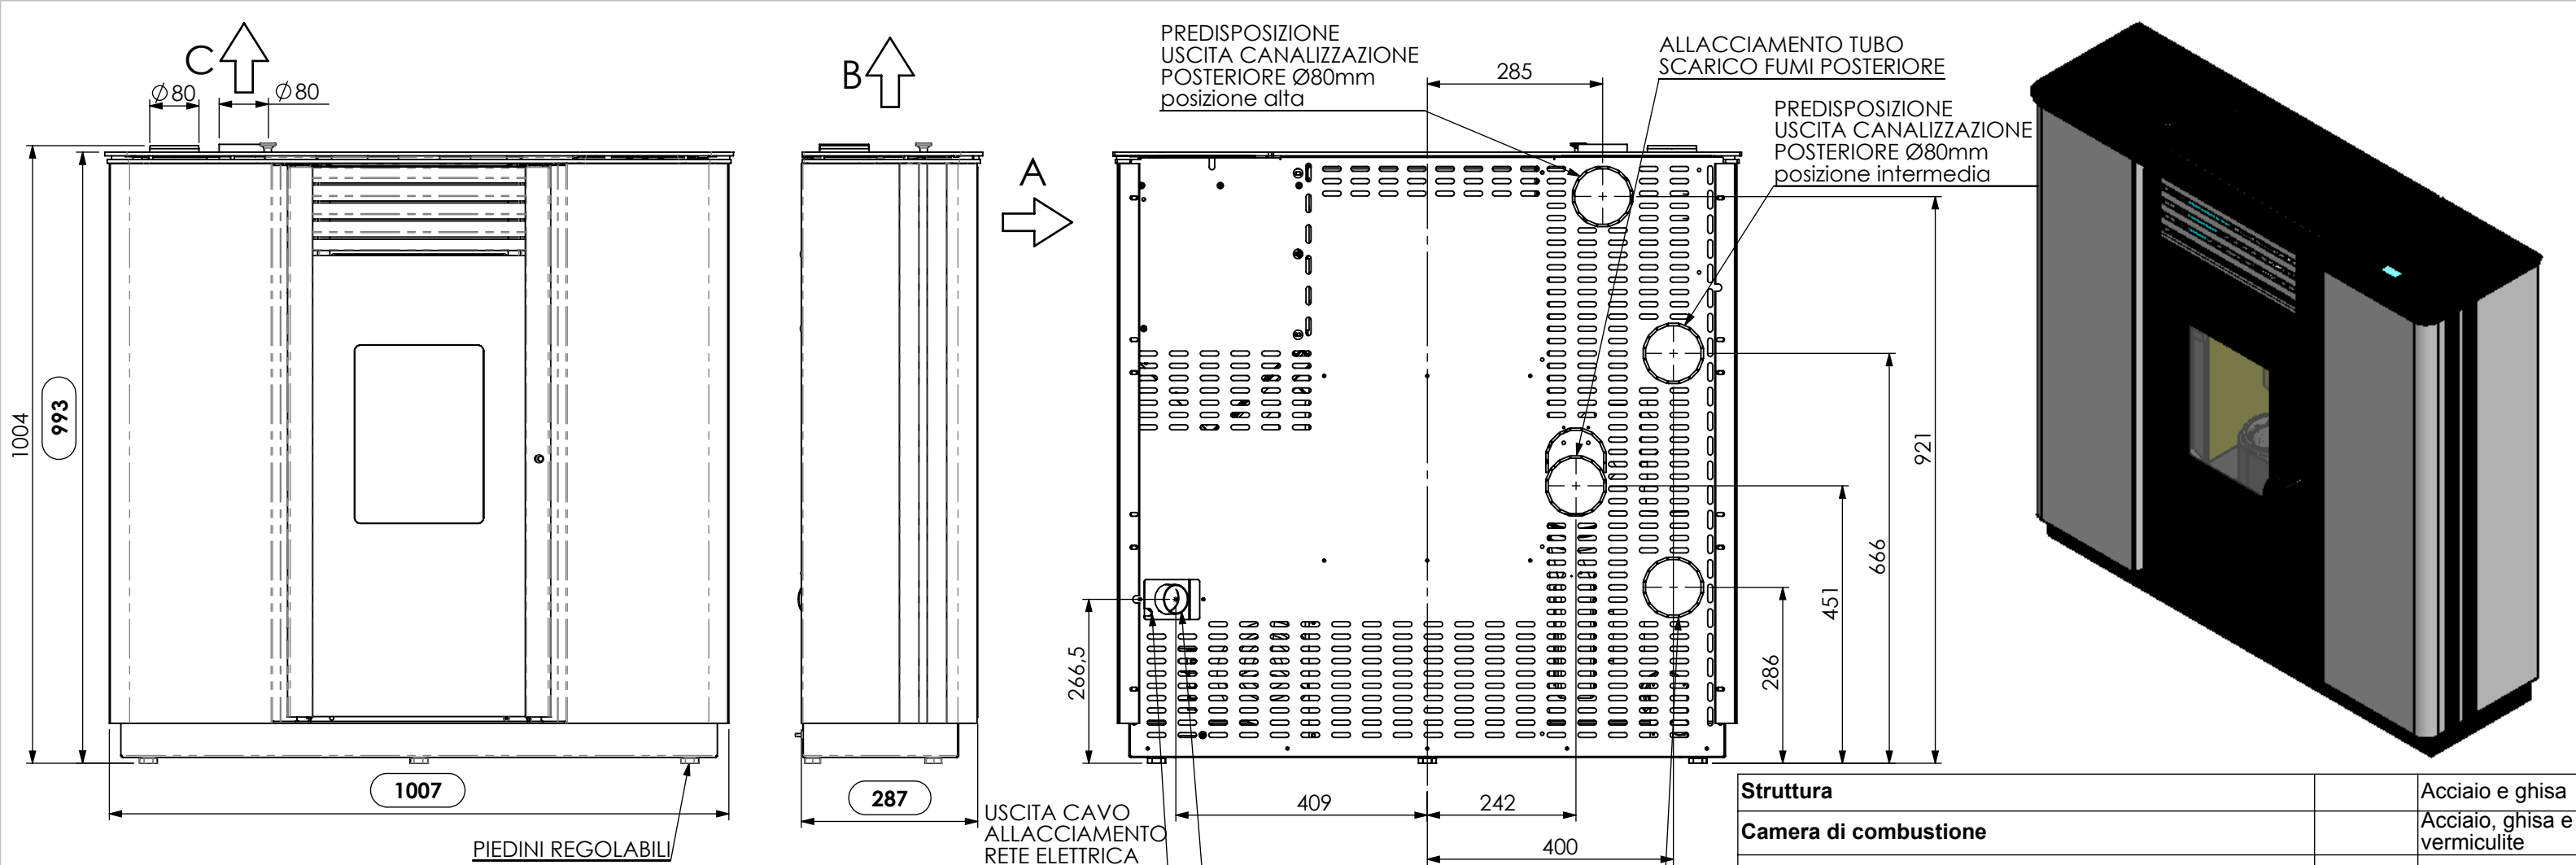 C
Ø80
Ø80
1004
993
1007
PIEDINI REGOLABILI
B
287
A
PREDISPOSIZIONE
USCITA CANALIZZAZIONE
POSTERIORE Ø80mm
posizione alta
285
ALLACCIAMENTO TUBO
SCARICO FUMI POSTERIORE
PREDISPOSIZIONE
USCITA CANALIZZAZIONE
POSTERIORE Ø80mm
posizione intermedia
921
666
451
286
266,5
409
242
400
USCITA CAVO
ALLACCIAMENTO
RETE ELETTRICA
Struttura Acciaio e ghisa
Camera di combustione Acciaio, ghisa e
vermiculite